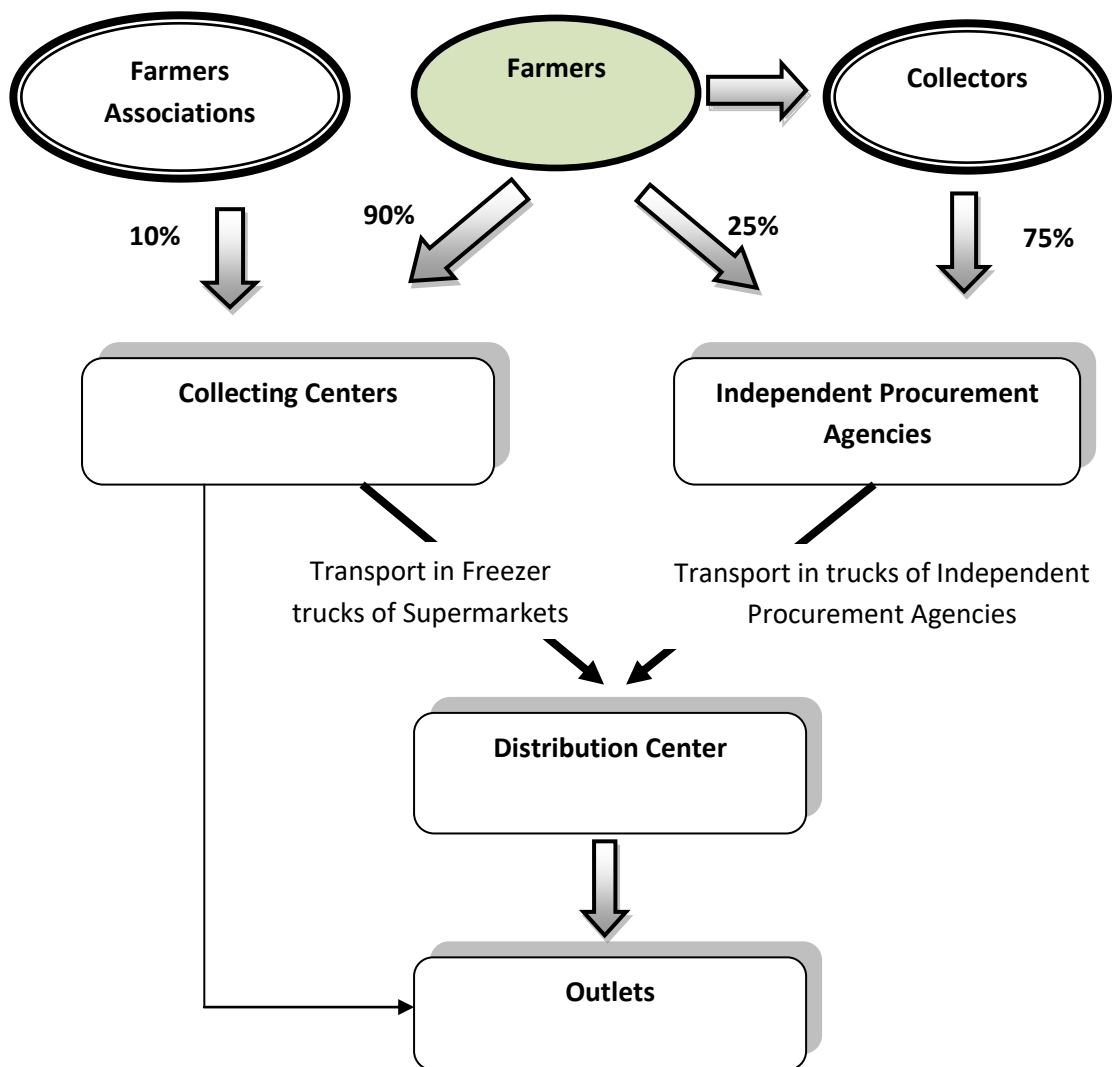 Farmers
Associations
Farmers
Collectors
10%
90%
25%
75%
Collecting Centers
Independent Procurement
Agencies
Transport in Freezer
trucks of Supermarkets
Transport in trucks of Independent
Procurement Agencies
Distribution Center
Outlets